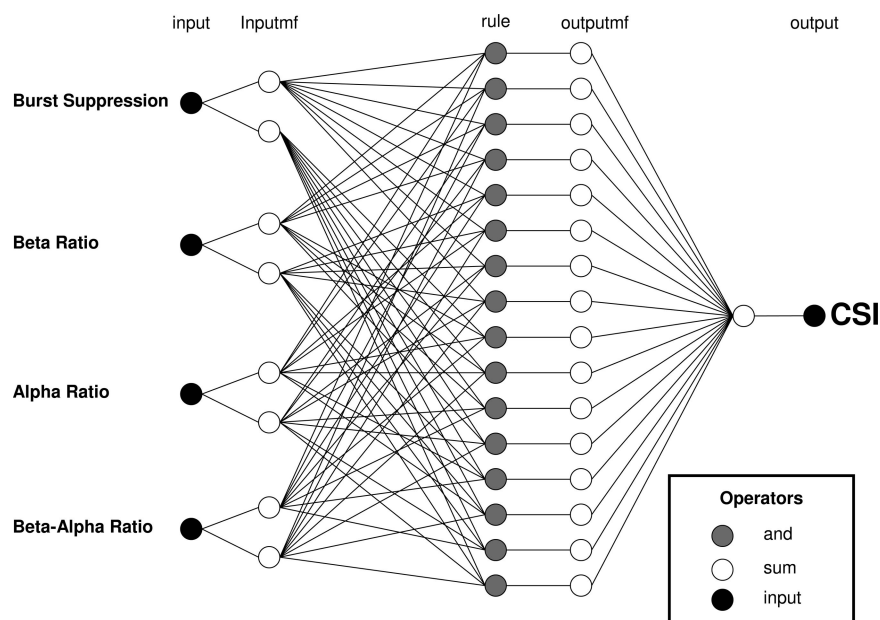 input
Inputmf
rule
outputmf
output
Burst Suppression
Beta Ratio
CSI
Alpha Ratio
Beta-Alpha Ratio
Operators
and
sum
input